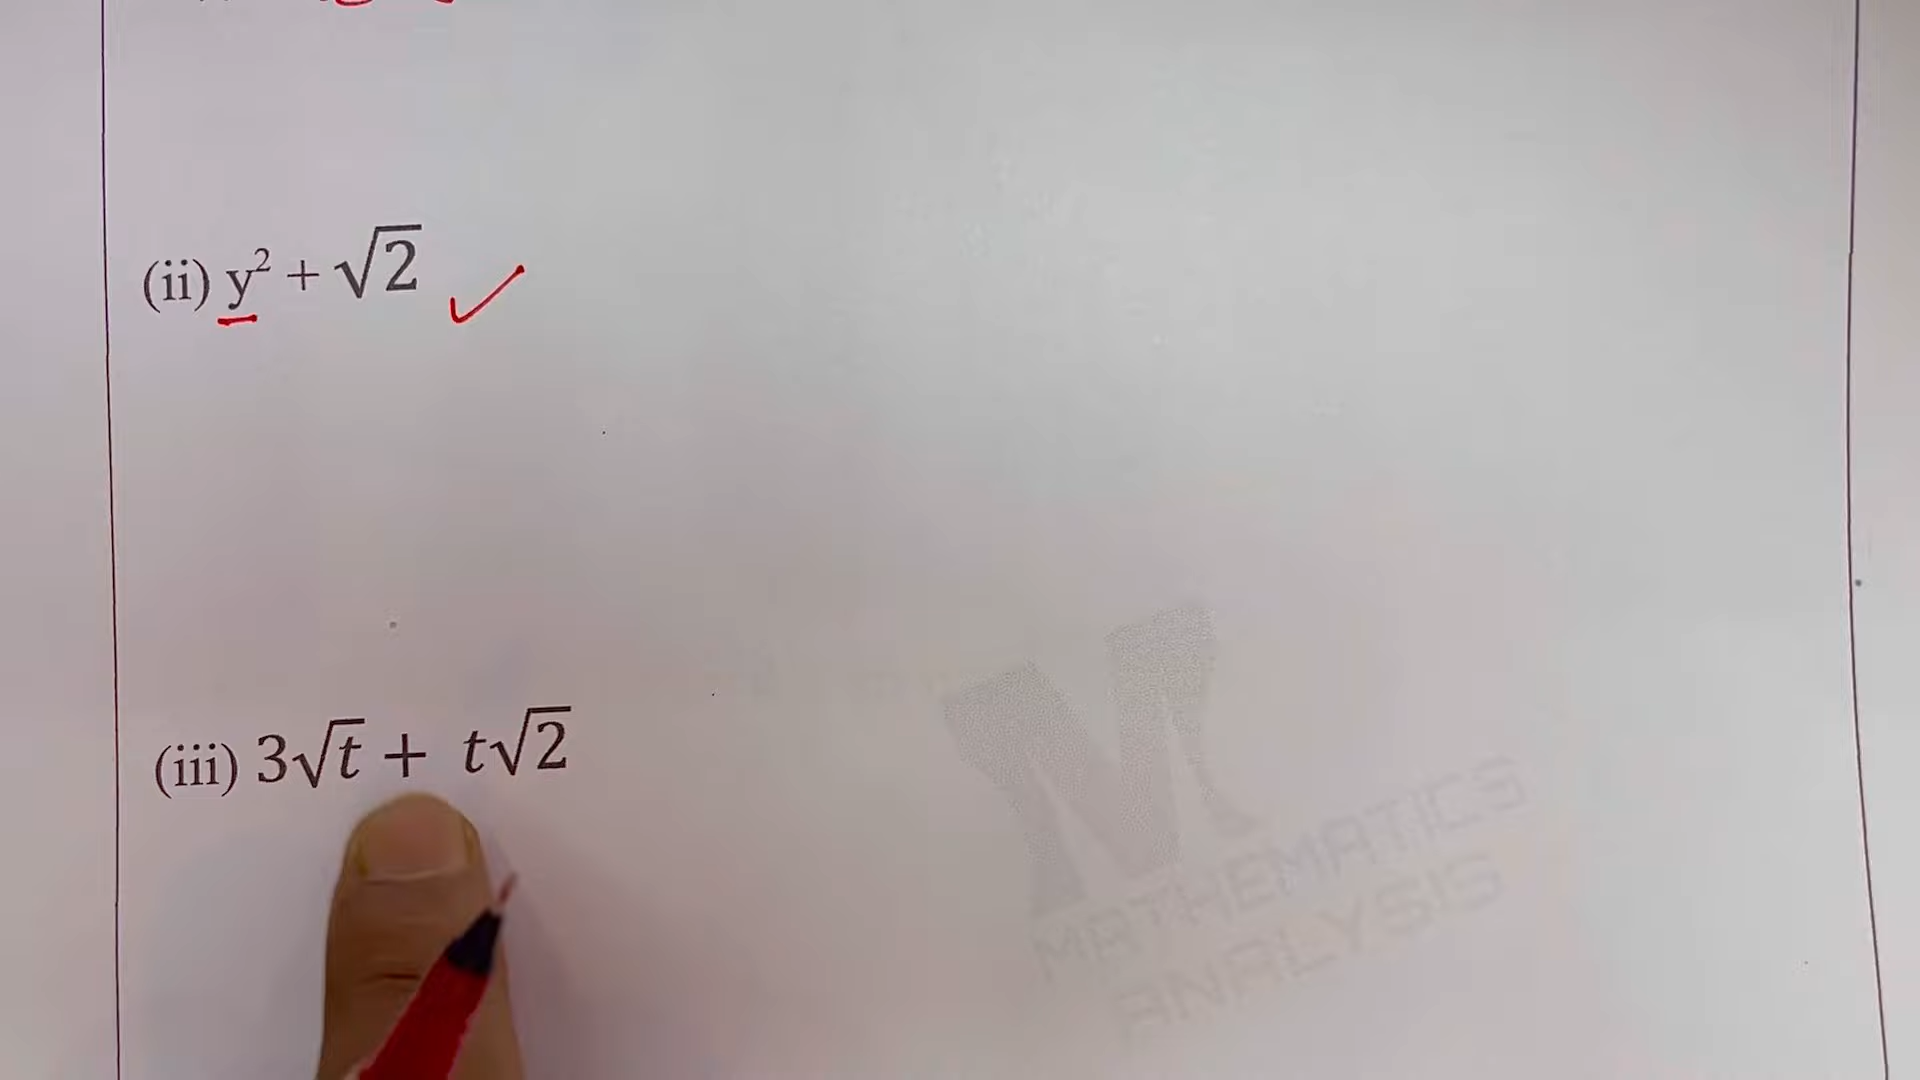 (ii) y² + √2
(iii) 3√t + t√2
MATHEMATICS
ANALYSIS